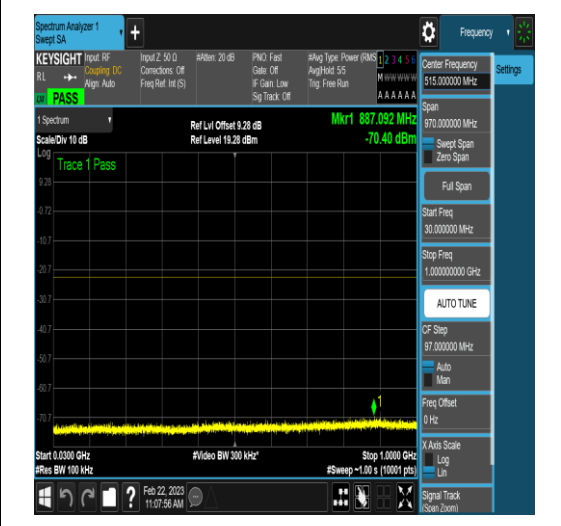 Spectrum Analyzer 1
Swept SA
+
Frequency
KEYSIGHT
RL
PASS
Input: RF
Coupling: DC
Align: Auto
Input Z: 50 Ω
Corrections: Off
Freq Ref: Int (S)
#Atten: 20 dB
PNO: Fast
Gate: Off
IF Gain: Low
Sig Track: Off
#Avg Type: Power (RMS
Avg|Hold: 5/5
Trig: Free Run
1 2 3 4 5 6
M W W W W W
A A A A A A
1 Spectrum
Scale/Div 10 dB
Ref Lvl Offset 9.28 dB
Ref Level 19.28 dBm
Mkr1 887.092 MHz
-70.40 dBm
Log
Trace 1 Pass
9.28
-0.72
-10.7
-20.7
-30.7
-40.7
-50.7
-60.7
-70.7
1
Start 0.0300 GHz
#Res BW 100 kHz
#Video BW 300 kHz*
Stop 1.0000 GHz
#Sweep ~1.00 s (10001 pts)
?
Feb 22, 2023
11:07:56 AM
Center Frequency
515.000000 MHz
Settings
Span
970.000000 MHz
Swept Span
Zero Span
Full Span
Start Freq
30.000000 MHz
Stop Freq
1.000000000 GHz
AUTO TUNE
CF Step
97.000000 MHz
Auto
Man
Freq Offset
0 Hz
X Axis Scale
Log
Lin
Signal Track
(Span Zoom)